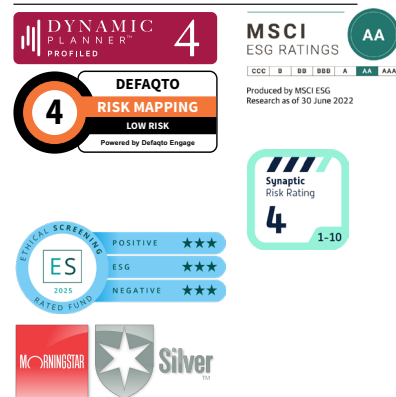 DYNAMIC
PLANNER™
PROFILED
4
MSCI
ESG RATINGS
AA
CCC B BB BBB A AA AAA
Produced by MSCI ESG
Research as of 30 June 2022
4
DEFAQTO
RISK MAPPING
LOW RISK
Powered by Defaqto Engage
Synaptic
Risk Rating
4
1-10
ETHICAL SCREENING
ES
2025
RATED FUND
POSITIVE ★★★
ESG ★★★
NEGATIVE ★★★
MORNINGSTAR
Silver™